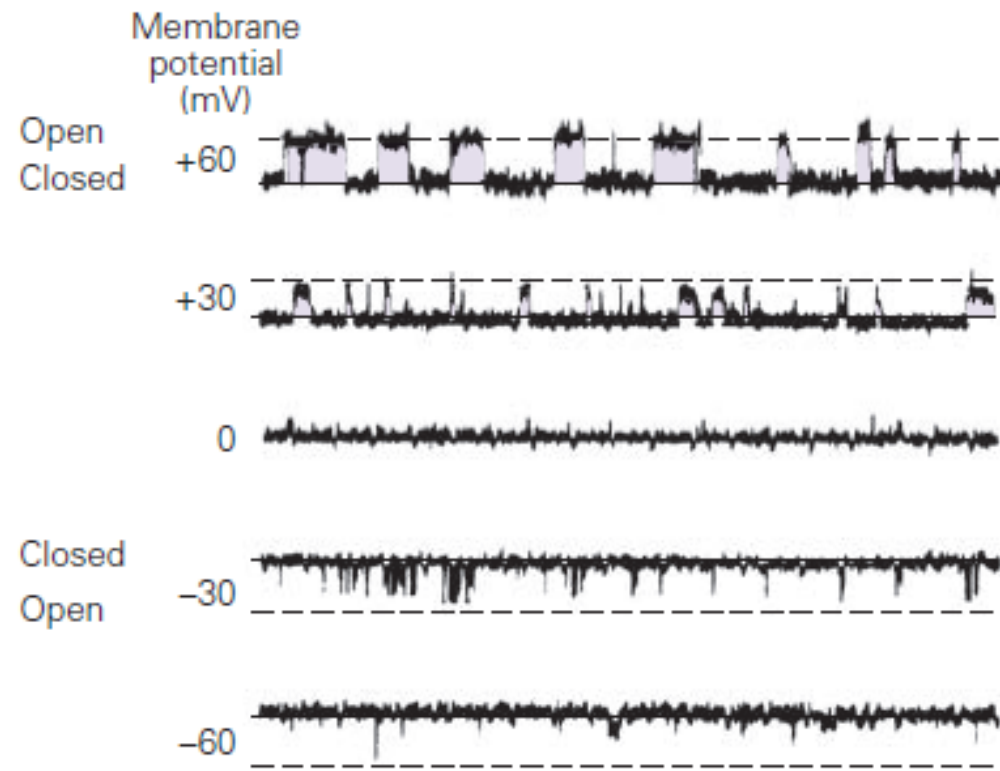 Membrane
potential
(mV)
Open
+60
Closed
+30
0
Closed
–30
Open
–60